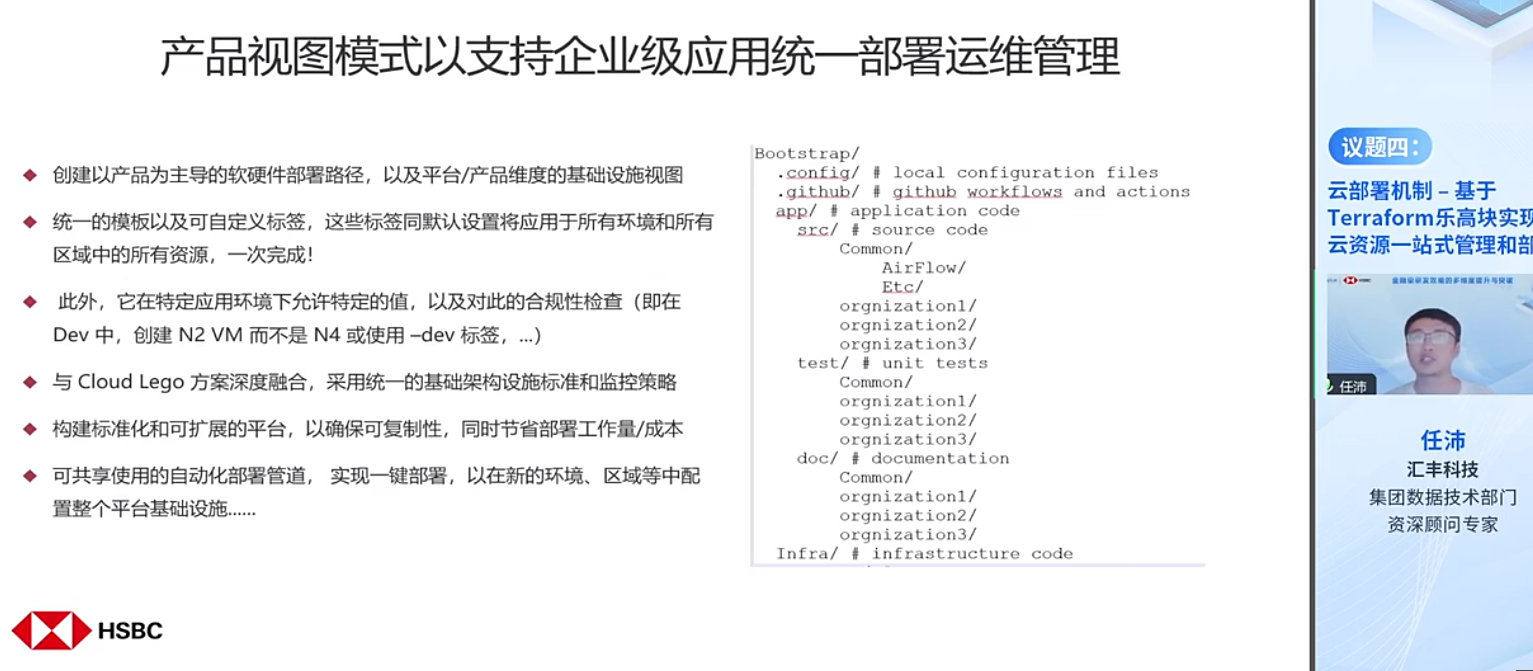 产品视图模式以支持企业级应用统一部署运维管理
创建以产品为主导的软硬件部署路径，以及平台/产品维度的基础设施视图
统一的模板以及可自定义标签，这些标签同默认设置将应用于所有环境和所有
区域中的所有资源，一次完成！
此外，它在特定应用环境下允许特定的值，以及对此的合规性检查（即在
Dev 中，创建 N2 VM 而不是 N4 或使用 –dev 标签，...）
与 Cloud Lego 方案深度融合，采用统一的基础架构设施标准和监控策略
构建标准化和可扩展的平台，以确保可复制性，同时节省部署工作量/成本
可共享使用的自动化部署管道， 实现一键部署，以在新的环境、区域等中配
置整个平台基础设施......
Bootstrap/
.config/ # local configuration files
.github/ # github workflows and actions
app/ # application code
src/ # source code
Common/
AirFlow/
Etc/
orgnization1/
orgnization2/
orgnization3/
test/ # unit tests
Common/
orgnization1/
orgnization2/
orgnization3/
doc/ # documentation
Common/
orgnization1/
orgnization2/
orgnization3/
Infra/ # infrastructure code
HSBC
议题四：
云部署机制 – 基于
Terraform乐高块实现
云资源一站式管理和部
HSBC 金融级研发效能的多维度提升与突破
任沛
任沛
汇丰科技
集团数据技术部门
资深顾问专家